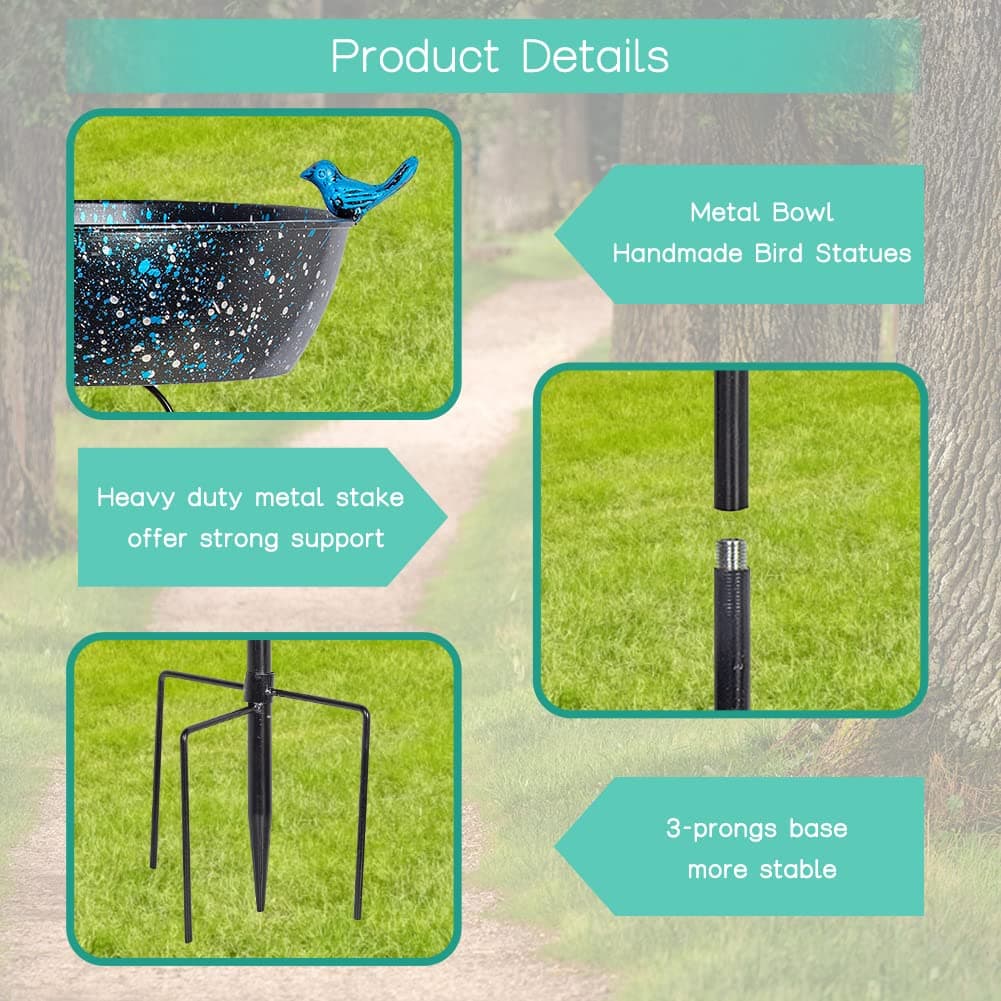 Product Details
Metal Bowl
Handmade Bird Statues
Heavy duty metal stake
offer strong support
3-prongs base
more stable